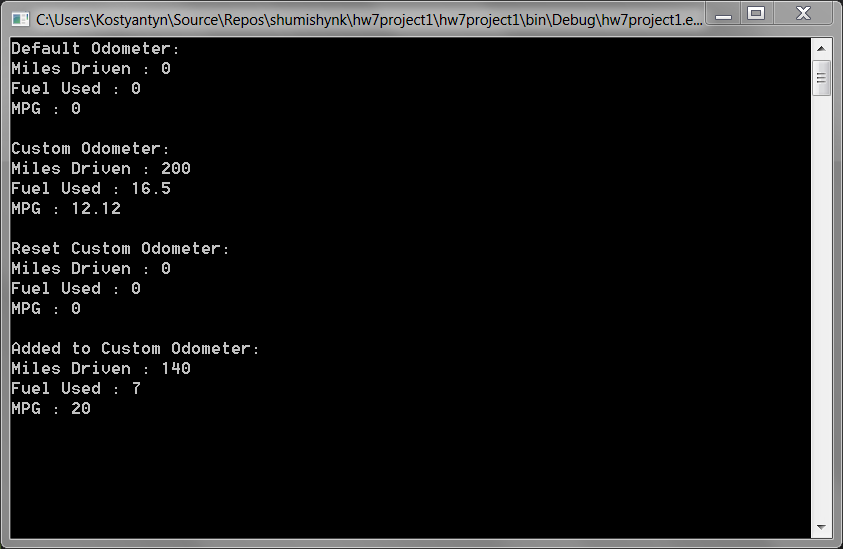 C:\Users\Kostyantyn\Source\Repos\shumishynk\hw7project1\hw7project1\bin\Debug\hw7project1.e...
Default Odometer:
Miles Driven : 0
Fuel Used : 0
MPG : 0
Custom Odometer:
Miles Driven : 200
Fuel Used : 16.5
MPG : 12.12
Reset Custom Odometer:
Miles Driven : 0
Fuel Used : 0
MPG : 0
Added to Custom Odometer:
Miles Driven : 140
Fuel Used : 7
MPG : 20